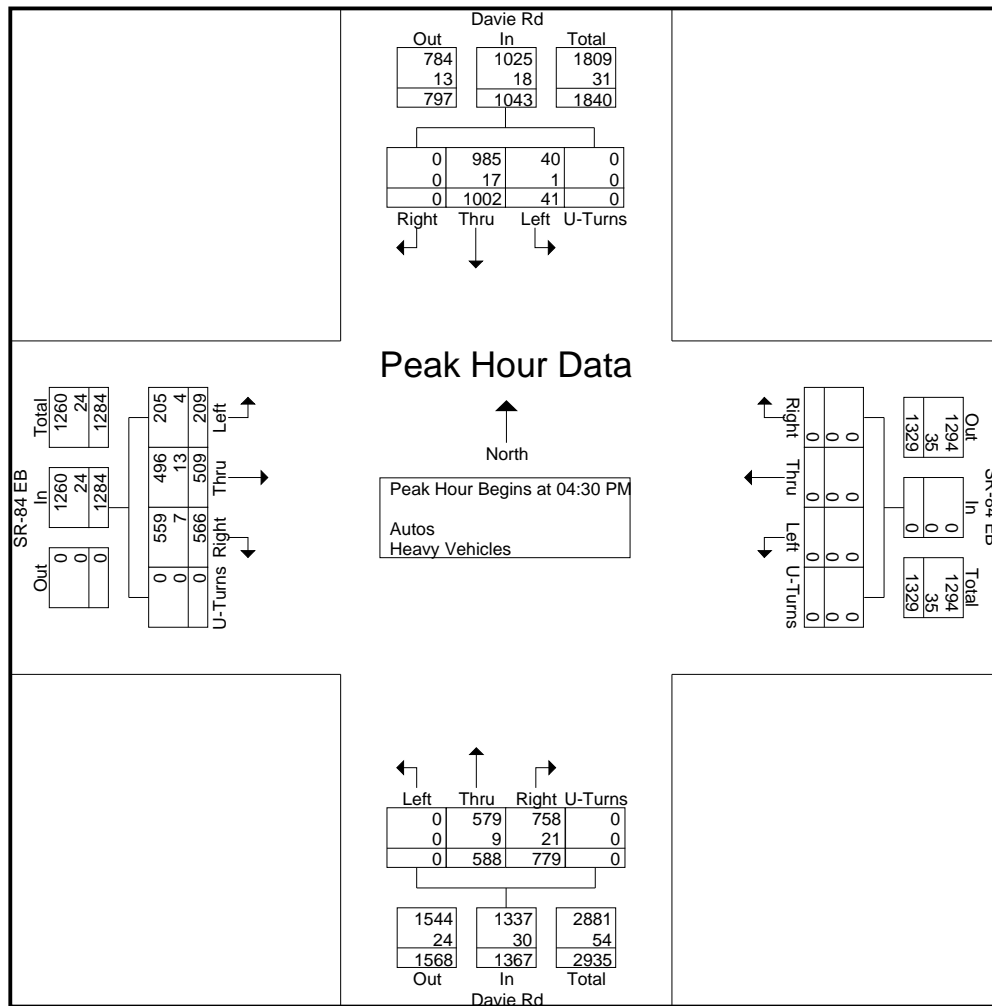 Davie Rd
Out In Total
784 1025 1809
13 18 31
797 1043 1840
0 985 40 0
0 17 1 0
0 1002 41 0
Right Thru Left U-Turns
Peak Hour Data
North
Peak Hour Begins at 04:30 PM
Autos
Heavy Vehicles
SR-84 EB
Total In Out
1260 1260 0
24 24 0
1284 1284 0
205 496 559 0
4 13 7 0
209 509 566 0
Left Thru Right U-Turns
Right Thru Left U-Turns
0 0 0 0
0 0 0 0
0 0 0 0
Out In Total
1294 0 1294
35 0 35
1329 0 1329
SR-84 EB
Left Thru Right U-Turns
0 579 758 0
0 9 21 0
0 588 779 0
1544 1337 2881
24 30 54
1568 1367 2935
Out In Total
Davie Rd